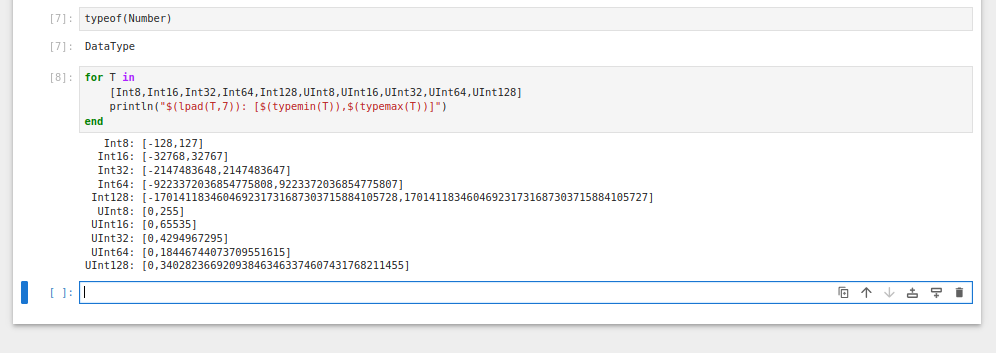 [7]: typeof(Number)
[7]: DataType
[8]: for T in
[Int8,Int16,Int32,Int64,Int128,UInt8,UInt16,UInt32,UInt64,UInt128]
println("$(lpad(T,7)): [$(typemin(T)),$(typemax(T))]")
end
Int8: [-128,127]
Int16: [-32768,32767]
Int32: [-2147483648,2147483647]
Int64: [-9223372036854775808,9223372036854775807]
Int128: [-170141183460469231731687303715884105728,170141183460469231731687303715884105727]
UInt8: [0,255]
UInt16: [0,65535]
UInt32: [0,4294967295]
UInt64: [0,18446744073709551615]
UInt128: [0,340282366920938463463374607431768211455]
[ ]: